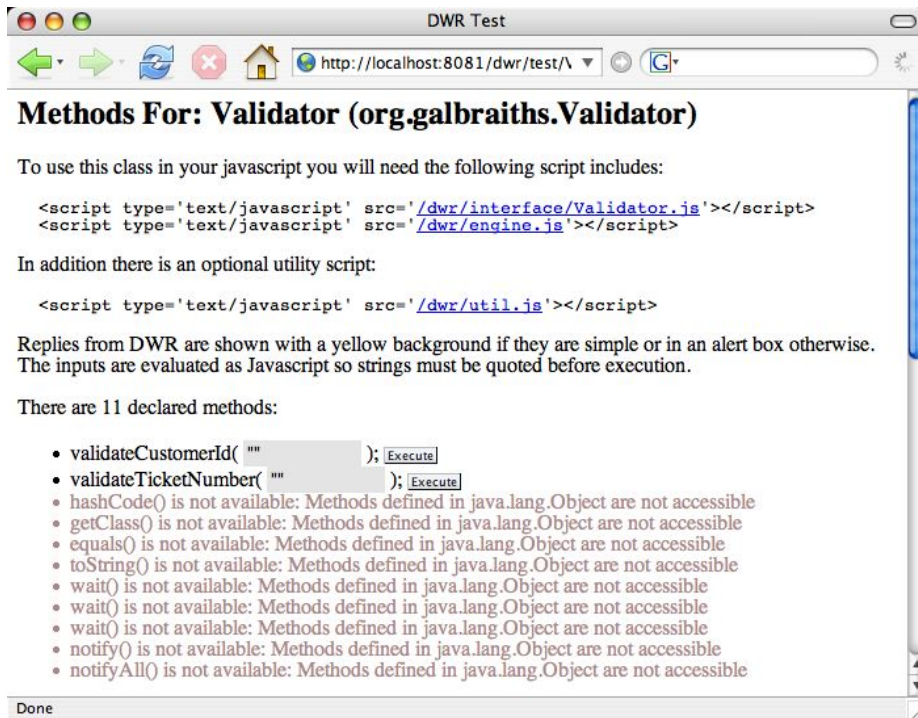 DWR Test
http://localhost:8081/dwr/test/V
G
Methods For: Validator (org.galbraiths.Validator)
To use this class in your javascript you will need the following script includes:
<script type='text/javascript' src='/dwr/interface/Validator.js'></script>
<script type='text/javascript' src='/dwr/engine.js'></script>
In addition there is an optional utility script:
<script type='text/javascript' src='/dwr/util.js'></script>
Replies from DWR are shown with a yellow background if they are simple or in an alert box otherwise.
The inputs are evaluated as Javascript so strings must be quoted before execution.
There are 11 declared methods:
• validateCustomerId( "" ); Execute
• validateTicketNumber( "" ); Execute
• hashCode() is not available: Methods defined in java.lang.Object are not accessible
• getClass() is not available: Methods defined in java.lang.Object are not accessible
• equals() is not available: Methods defined in java.lang.Object are not accessible
• toString() is not available: Methods defined in java.lang.Object are not accessible
• wait() is not available: Methods defined in java.lang.Object are not accessible
• wait() is not available: Methods defined in java.lang.Object are not accessible
• wait() is not available: Methods defined in java.lang.Object are not accessible
• notify() is not available: Methods defined in java.lang.Object are not accessible
• notifyAll() is not available: Methods defined in java.lang.Object are not accessible
Done